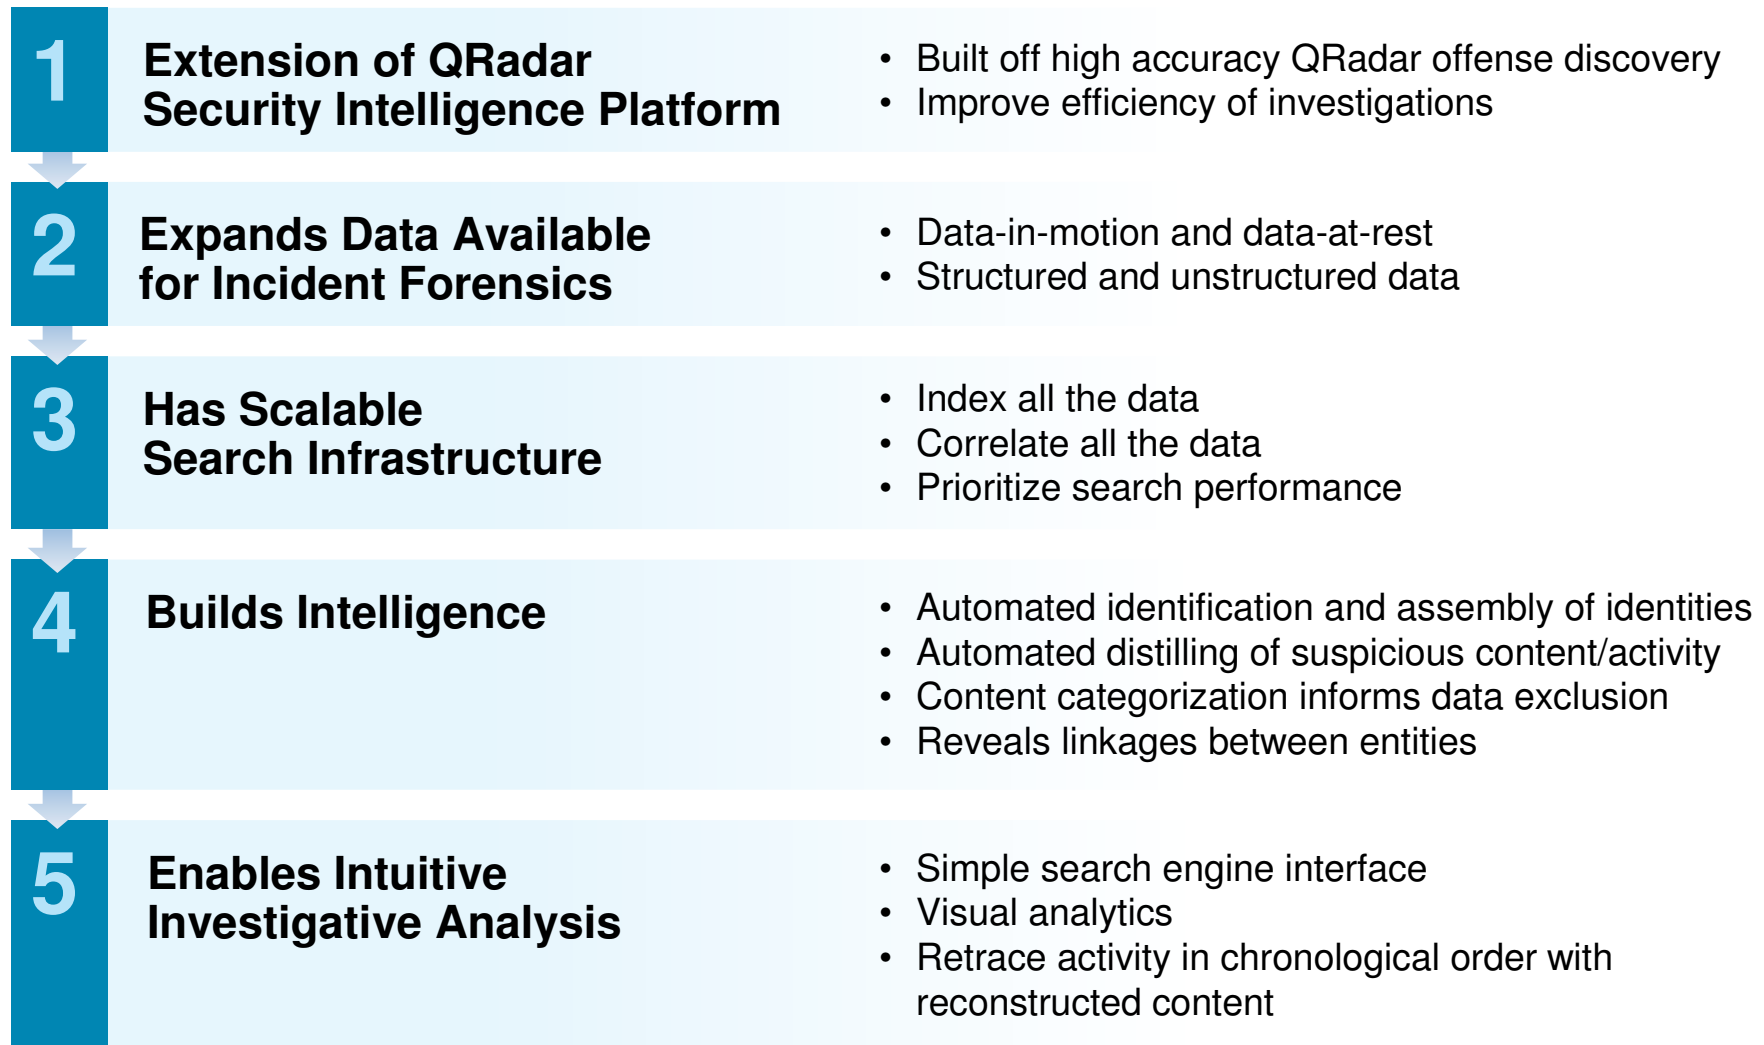 1
Extension of QRadar
Security Intelligence Platform
• Built off high accuracy QRadar offense discovery
• Improve efficiency of investigations
2
Expands Data Available
for Incident Forensics
• Data-in-motion and data-at-rest
• Structured and unstructured data
3
Has Scalable
Search Infrastructure
• Index all the data
• Correlate all the data
• Prioritize search performance
4
Builds Intelligence
• Automated identification and assembly of identities
• Automated distilling of suspicious content/activity
• Content categorization informs data exclusion
• Reveals linkages between entities
5
Enables Intuitive
Investigative Analysis
• Simple search engine interface
• Visual analytics
• Retrace activity in chronological order with
reconstructed content